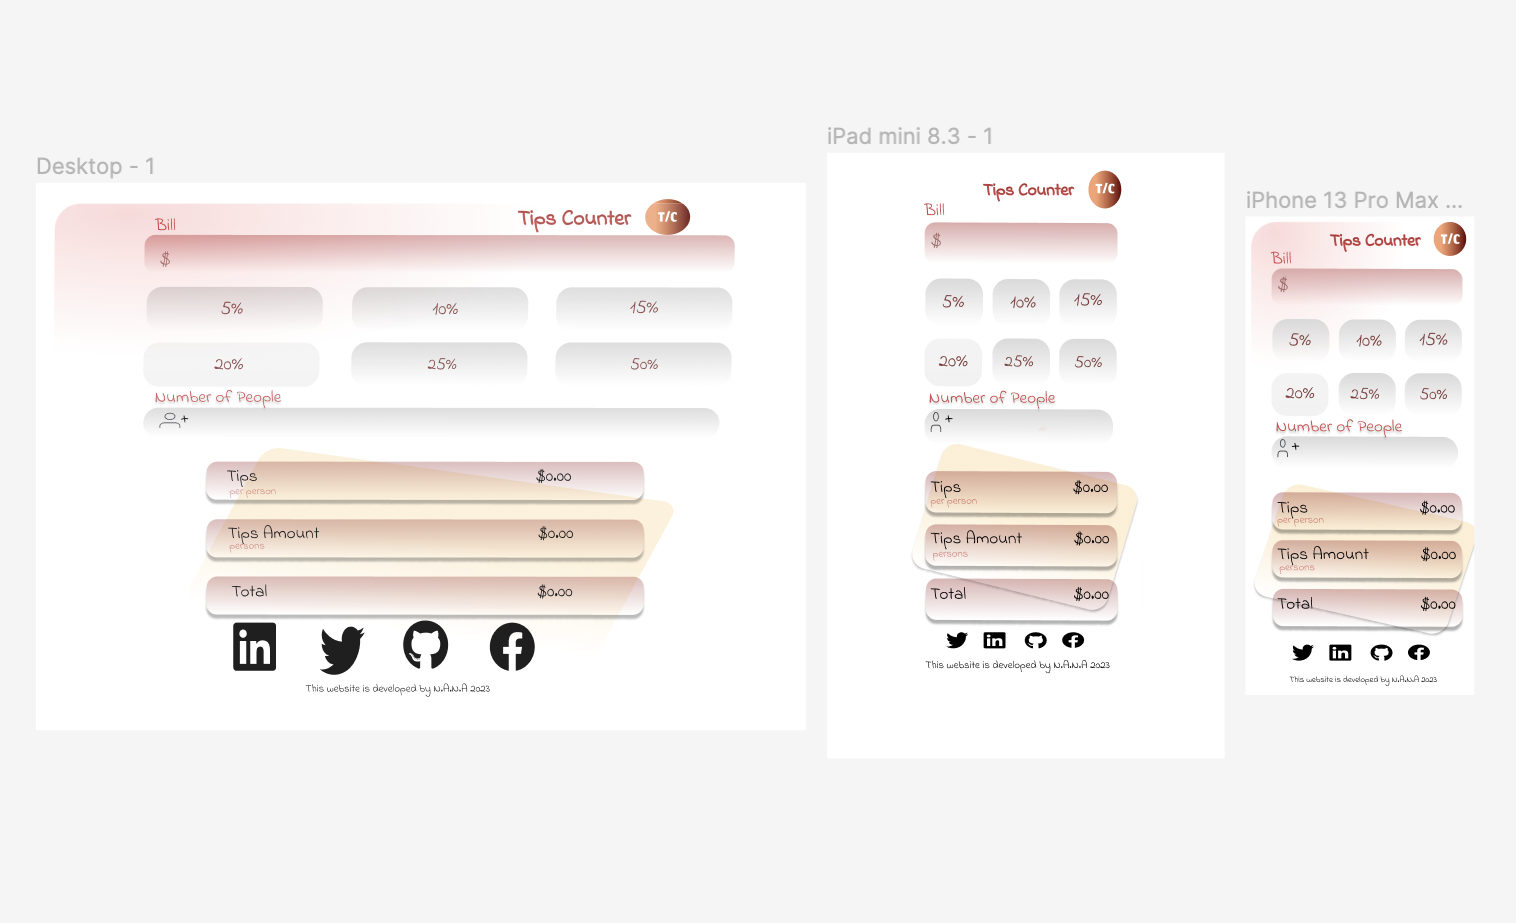 Desktop - 1
Tips Counter
T/C
Bill
$
5%
10%
15%
20%
25%
50%
Number of People
+
Tips
$0.00
per person
Tips Amount
$0.00
persons
Total
$0.00
in
This website is developed by N.A.N.A 2023
iPad mini 8.3 - 1
Tips Counter
T/C
Bill
$
5%
10%
15%
20%
25%
50%
Number of People
+
Tips
$0.00
per person
Tips Amount
$0.00
persons
Total
$0.00
in
This website is developed by N.A.N.A 2023
iPhone 13 Pro Max ...
Tips Counter
T/C
Bill
$
5%
10%
15%
20%
25%
50%
Number of People
+
Tips
$0.00
per person
Tips Amount
$0.00
persons
Total
$0.00
in
This website is developed by N.A.N.A 2023